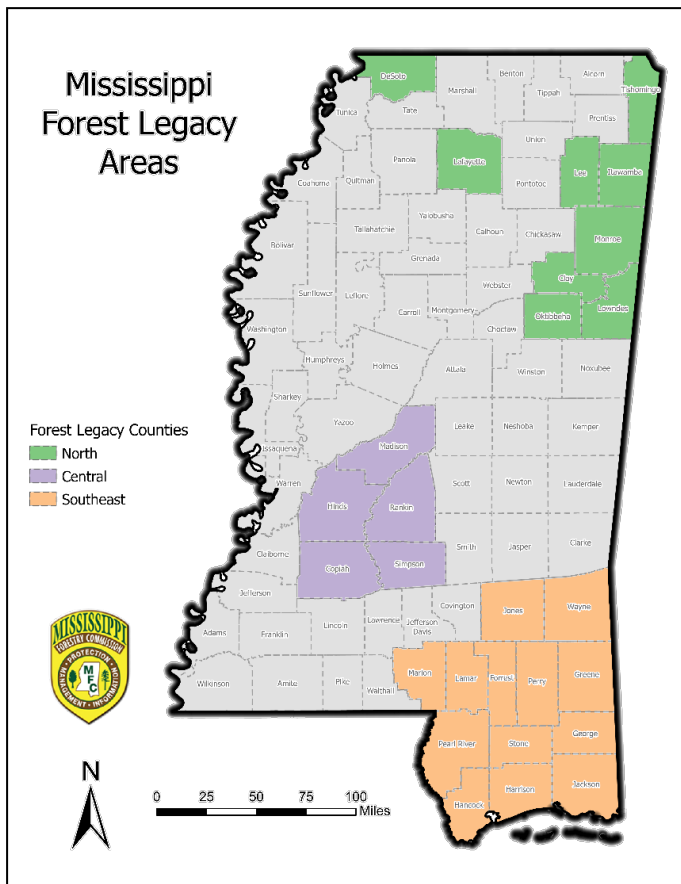 Mississippi
Forest Legacy
Areas
DeSoto
Marshall
Benton
Tippah
Alcorn
Tishomingo
Tunica
Tate
Prentiss
Union
Panola
Lafayette
Lee
Itawamba
Pontotoc
Coahoma
Quitman
Yalobusha
Tallahatchie
Calhoun
Chickasaw
Monroe
Bolivar
Grenada
Clay
Sunflower
Leflore
Webster
Carroll
Montgomery
Lowndes
Oktibbeha
Washington
Choctaw
Humphreys
Holmes
Attala
Winston
Noxubee
Sharkey
Yazoo
Leake
Neshoba
Kemper
Forest Legacy Counties
North
Central
Southeast
Madison
Issaquena
Warren
Scott
Newton
Lauderdale
Hinds
Rankin
Claiborne
Copiah
Simpson
Smith
Jasper
Clarke
Jefferson
Covington
Jones
Wayne
Adams
Franklin
Lincoln
Lawrence
Jefferson
Davis
Wilkinson
Amite
Pike
Walthall
Marion
Lamar
Forrest
Perry
Greene
Pearl River
Stone
George
Hancock
Harrison
Jackson
MISSISSIPPI
FORESTRY COMMISSION
PROTECTION
MANAGEMENT • INFORMATION
M
F C
N
0 25 50 75 100
Miles